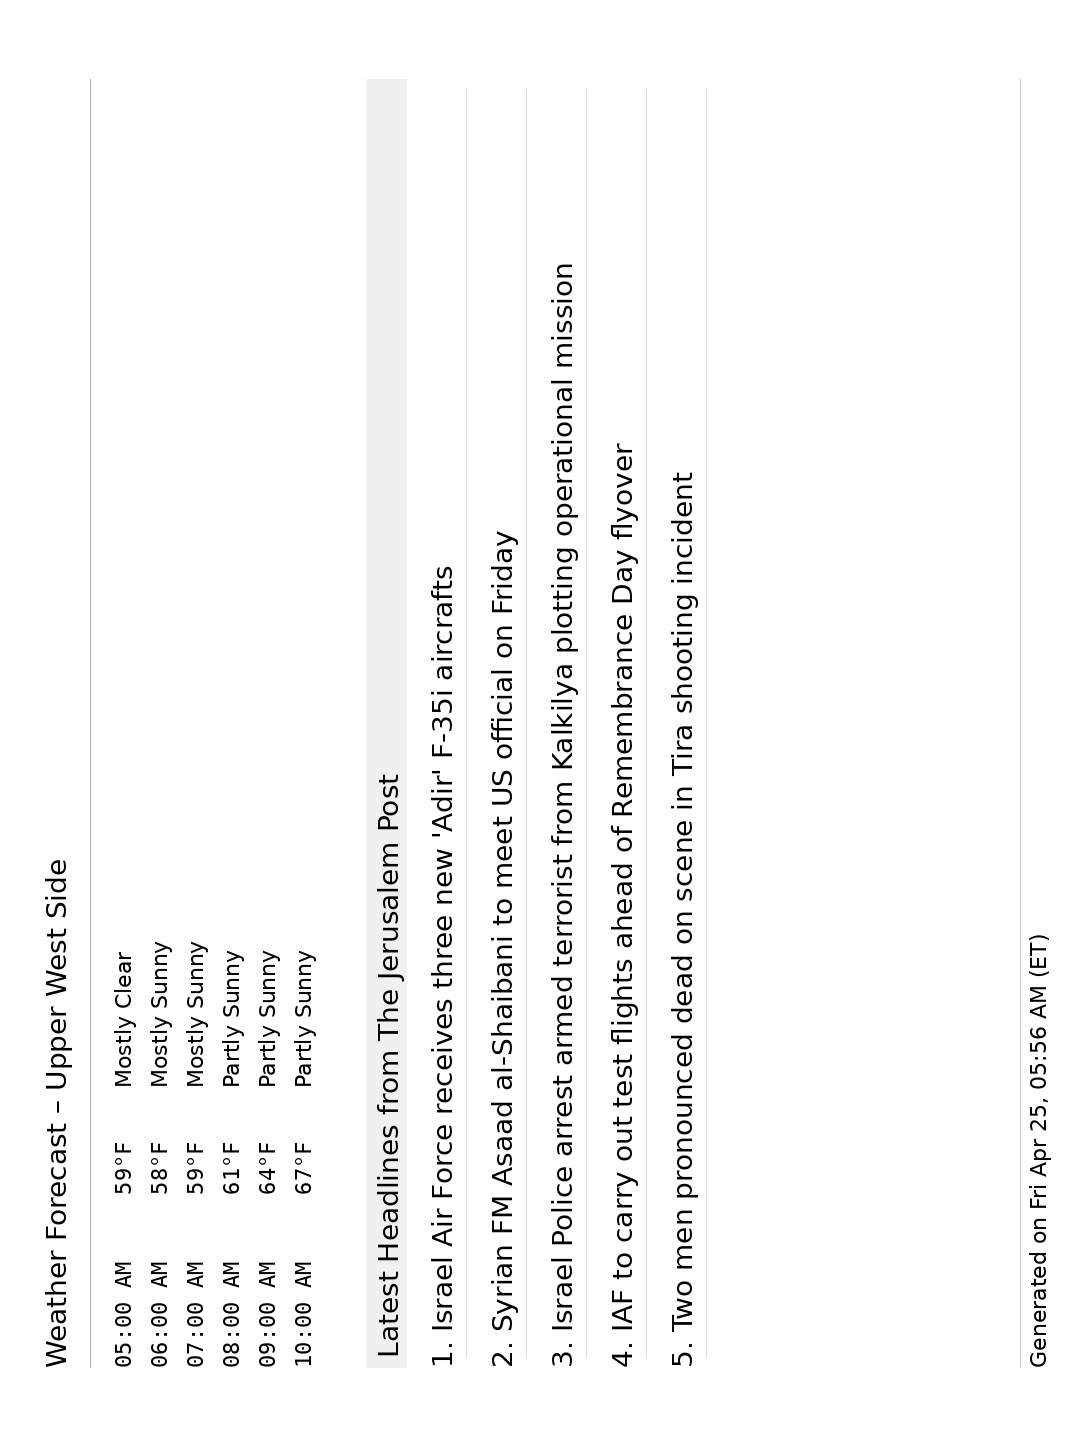 Weather Forecast – Upper West Side
05:00 AM 59°F Mostly Clear
06:00 AM 58°F Mostly Sunny
07:00 AM 59°F Mostly Sunny
08:00 AM 61°F Partly Sunny
09:00 AM 64°F Partly Sunny
10:00 AM 67°F Partly Sunny
Latest Headlines from The Jerusalem Post
1. Israel Air Force receives three new 'Adir' F-35i aircrafts
2. Syrian FM Asaad al-Shaibani to meet US official on Friday
3. Israel Police arrest armed terrorist from Kalkilya plotting operational mission
4. IAF to carry out test flights ahead of Remembrance Day flyover
5. Two men pronounced dead on scene in Tira shooting incident
Generated on Fri Apr 25, 05:56 AM (ET)